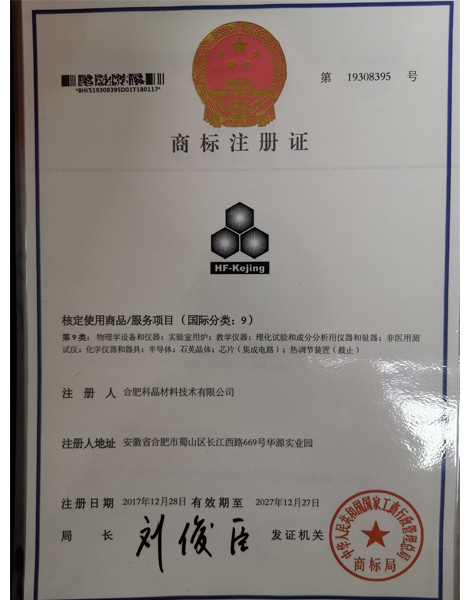 *BHFS1930839SD01T180117*
第 19308395 号
商标注册证
HF-Kejing
核定使用商品/服务项目（国际分类：9）
第9类：物理学设备和仪器；实验室用炉；教学仪器；理化试验和成分分析用仪器和量器；非医用测
试仪；化学仪器和器具；半导体；石英晶体；芯片（集成电路）；热调节装置（截止）
注 册 人 合肥科晶材料技术有限公司
注册人地址 安徽省合肥市蜀山区长江西路669号华源实业园
注册日期 2017年12月28日 有效期至 2027年12月27日
局 长 刘俊臣 发证机关
中华人民共和国国家工商行政管理总局
商标局